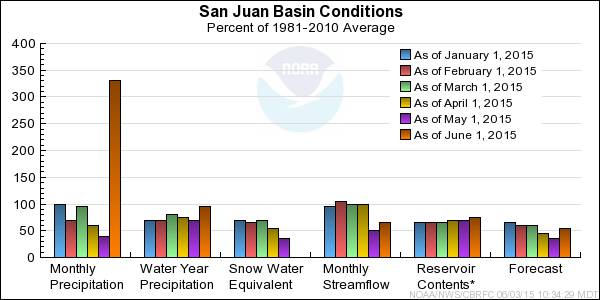 San Juan Basin Conditions
Percent of 1981-2010 Average
400
350
300
250
200
150
100
50
0
NOAA
As of January 1, 2015
As of February 1, 2015
As of March 1, 2015
As of April 1, 2015
As of May 1, 2015
As of June 1, 2015
Monthly Precipitation
Water Year Precipitation
Snow Water Equivalent
Monthly Streamflow
Reservoir Contents*
Forecast
NOAA/NWS/CBRFC 06/03/15 10:34:29 MDT